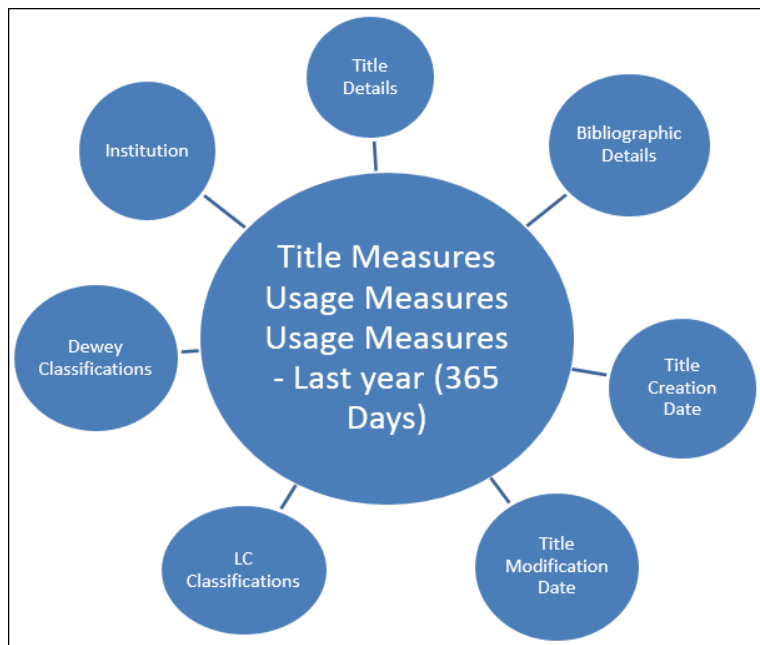 Title
Details
Bibliographic
Details
Institution
Title Measures
Usage Measures
Usage Measures
- Last year (365
Days)
Dewey
Classifications
Title
Creation
Date
LC
Classifications
Title
Modification
Date